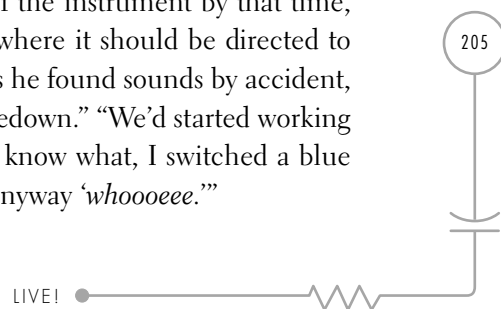 f the instrument by that time,
where it should be directed to
s he found sounds by accident,
edown.” “We’d started working
know what, I switched a blue
nyway ‘whoooeee.’”
205
LIVE!